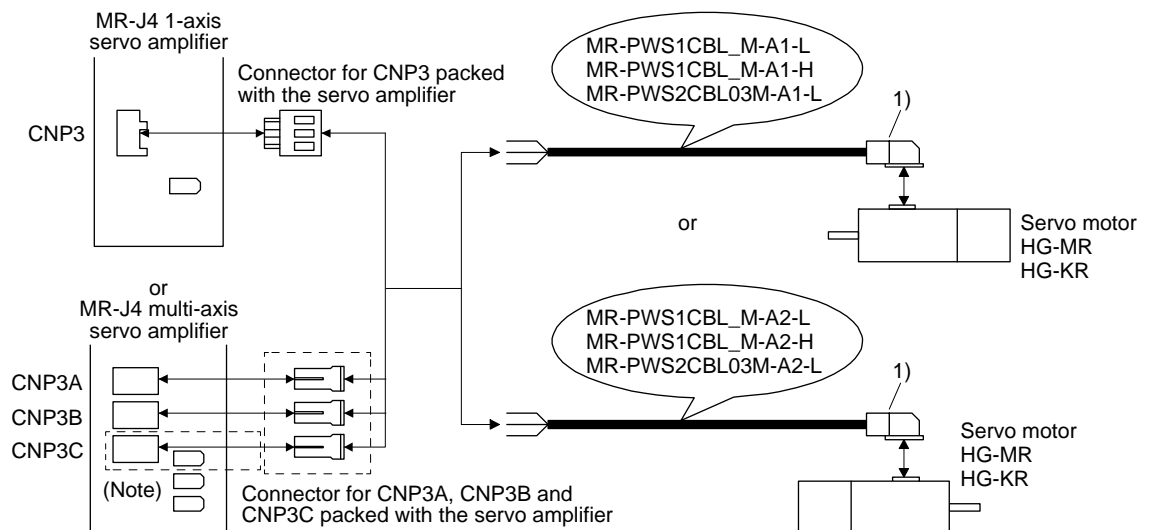 MR-J4 1-axis
servo amplifier
Connector for CNP3 packed
with the servo amplifier
CNP3
MR-PWS1CBL_M-A1-L
MR-PWS1CBL_M-A1-H
MR-PWS2CBL03M-A1-L
1)
Servo motor
HG-MR
HG-KR
or
or
MR-J4 multi-axis
servo amplifier
CNP3A
CNP3B
CNP3C
(Note)
Connector for CNP3A, CNP3B and
CNP3C packed with the servo amplifier
MR-PWS1CBL_M-A2-L
MR-PWS1CBL_M-A2-H
MR-PWS2CBL03M-A2-L
1)
Servo motor
HG-MR
HG-KR